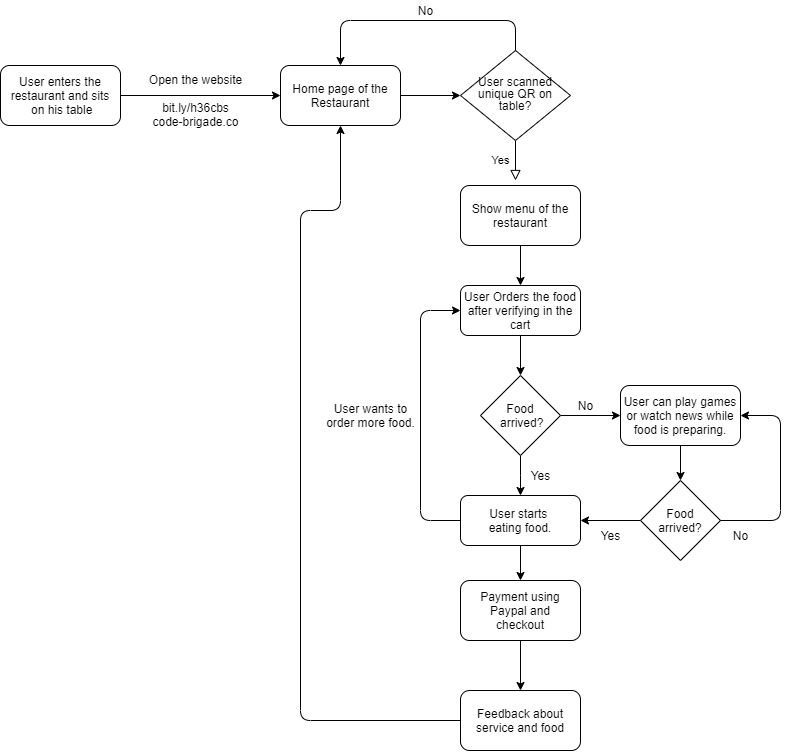 No
User enters the
restaurant and sits
on his table
Open the website
bit.ly/h36cbs
code-brigade.co
Home page of the
Restaurant
User scanned
unique QR on
table?
Yes
Show menu of the
restaurant
User Orders the food
after verifying in the
cart
User wants to
order more food.
Food
arrived?
No
User can play games
or watch news while
food is preparing.
Yes
User starts
eating food.
Food
arrived?
Yes
No
Payment using
Paypal and
checkout
Feedback about
service and food